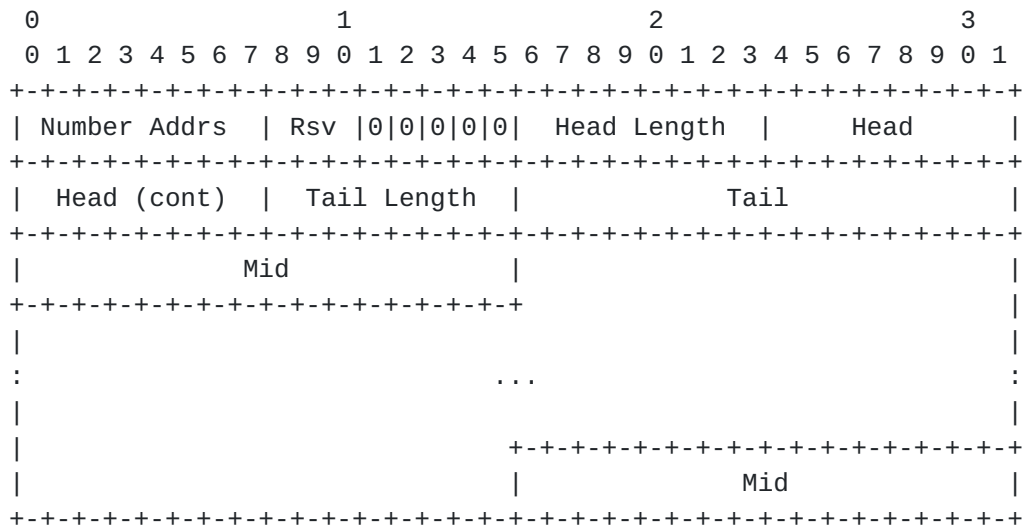 0                   1                   2                   3
 0 1 2 3 4 5 6 7 8 9 0 1 2 3 4 5 6 7 8 9 0 1 2 3 4 5 6 7 8 9 0 1
+-+-+-+-+-+-+-+-+-+-+-+-+-+-+-+-+-+-+-+-+-+-+-+-+-+-+-+-+-+-+-+-+
| Number Addrs  | Rsv |0|0|0|0|0|  Head Length  |     Head      |
+-+-+-+-+-+-+-+-+-+-+-+-+-+-+-+-+-+-+-+-+-+-+-+-+-+-+-+-+-+-+-+-+
|  Head (cont)  |  Tail Length  |             Tail              |
+-+-+-+-+-+-+-+-+-+-+-+-+-+-+-+-+-+-+-+-+-+-+-+-+-+-+-+-+-+-+-+-+
|              Mid              |                               |
+-+-+-+-+-+-+-+-+-+-+-+-+-+-+-+-+                               |
|                                                               |
:                              ...                              :
|                                                               |
|                               +-+-+-+-+-+-+-+-+-+-+-+-+-+-+-+-+
|                               |              Mid              |
+-+-+-+-+-+-+-+-+-+-+-+-+-+-+-+-+-+-+-+-+-+-+-+-+-+-+-+-+-+-+-+-+